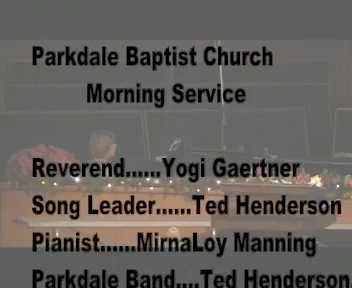 Parkdale Baptist Church
Morning Service
Reverend......Yogi Gaertner
Song Leader......Ted Henderson
Pianist......MirnaLoy Manning
Parkdale Band....Ted Henderson